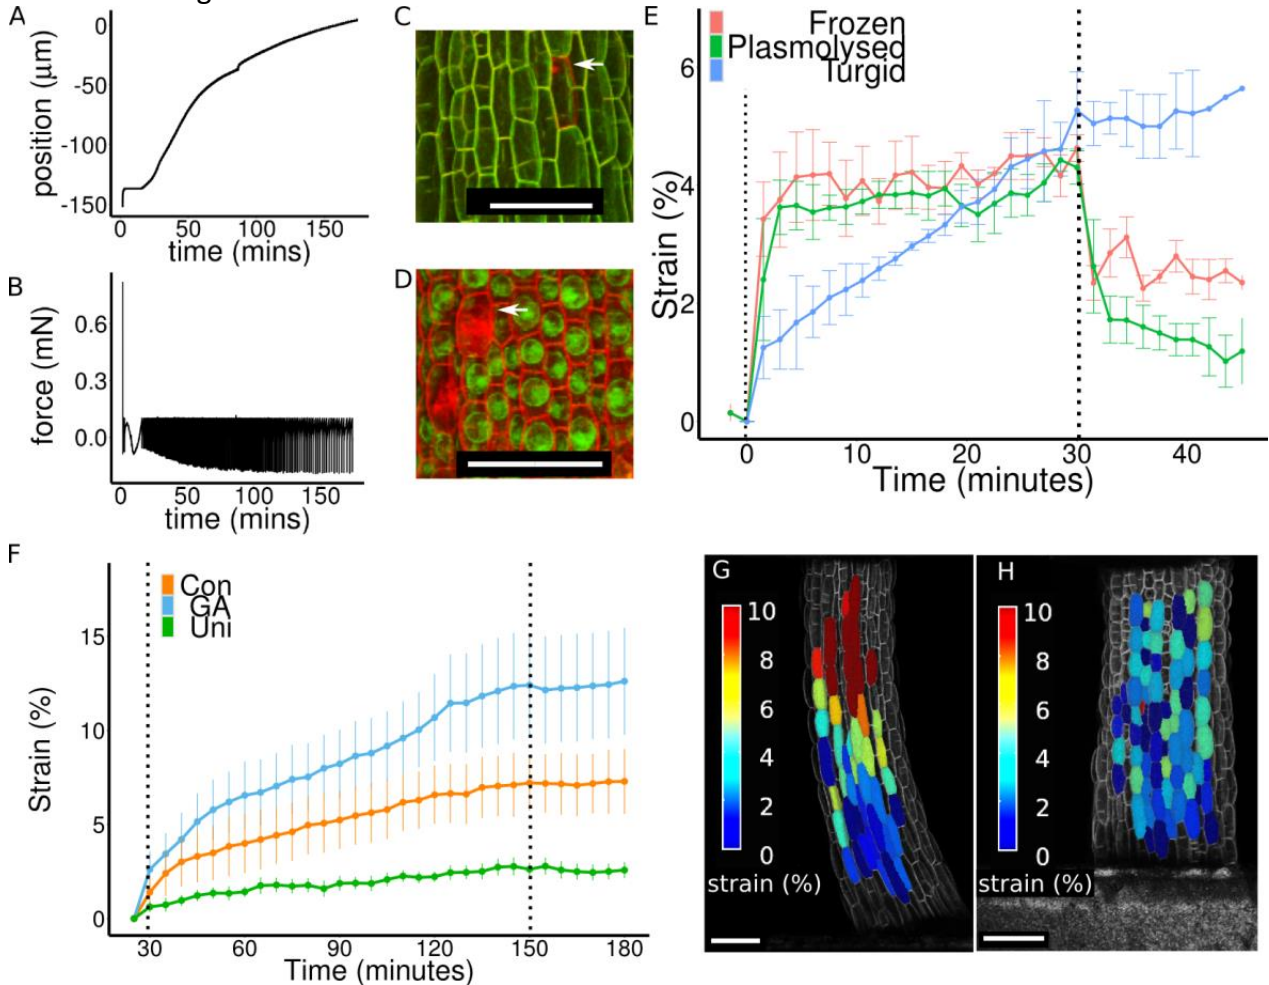 A
position (µm)
0
-50
-100
-150
0 50 100 150
time (mins)
B
force (mN)
0.6
0.3
0.0
0 50 100 150
time (mins)
C
D
E
Frozen
Plasmolysed
Turgid
Strain (%)
6
4
2
0
0 10 20 30 40
Time (minutes)
F
Con
GA
Uni
Strain (%)
15
10
5
0
30 60 90 120 150 180
Time (minutes)
G
10
8
6
4
2
0
strain (%)
H
10
8
6
4
2
0
strain (%)